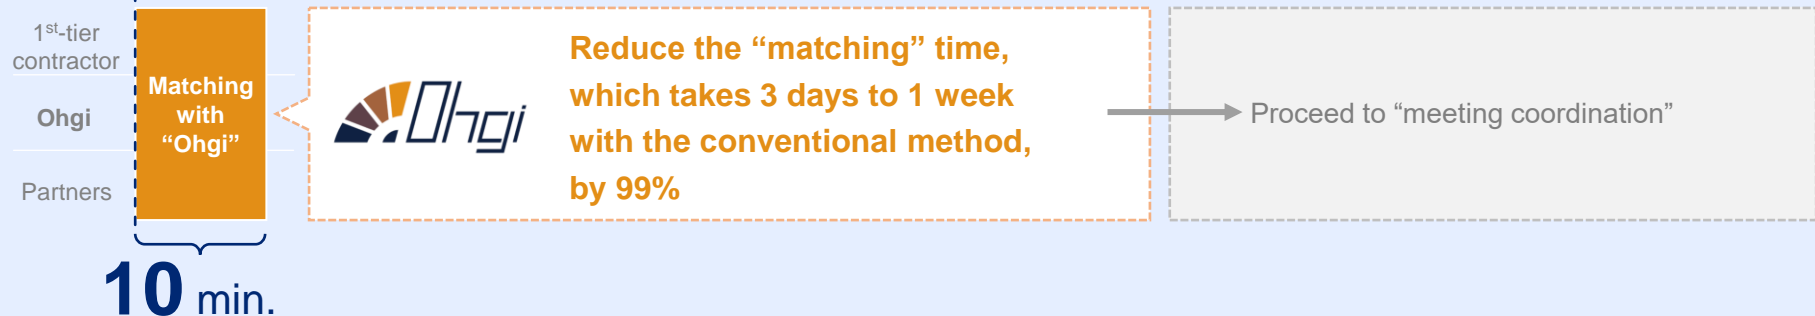 1st-tier
contractor
Ohgi
Partners
Matching
with
“Ohgi”
10 min.
Ohgi
Reduce the “matching” time,
which takes 3 days to 1 week
with the conventional method,
by 99%
Proceed to “meeting coordination”